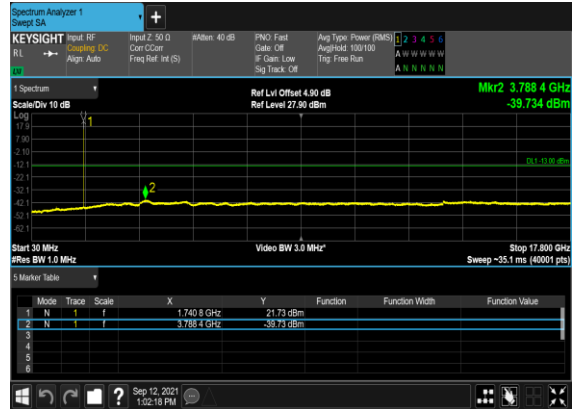 Spectrum Analyzer 1
Swept SA
+
KEYSIGHT
Input: RF
Coupling: DC
Align: Auto
Input Z: 50 Ω
Corr CCorr
Freq Ref: Int (S)
#Atten: 40 dB
PNO: Fast
Gate: Off
IF Gain: Low
Sig Track: Off
Avg Type: Power (RMS)
Avg|Hold: 100/100
Trig: Free Run
1 2 3 4 5 6
A W W W W W
A N N N N N
RL
1 Spectrum
Scale/Div 10 dB
Ref Lvl Offset 4.90 dB
Ref Level 27.90 dBm
Mkr2 3.788 4 GHz
-39.734 dBm
Log
17.9
7.90
-2.10
-12.1
-22.1
-32.1
-42.1
-52.1
-62.1
1
2
DL1 -13.00 dBm
Start 30 MHz
#Res BW 1.0 MHz
Video BW 3.0 MHz*
Stop 17.800 GHz
Sweep ~35.1 ms (40001 pts)
5 Marker Table
Mode Trace Scale X Y Function Function Width Function Value
1 N 1 f 1.740 8 GHz 21.73 dBm
2 N 1 f 3.788 4 GHz -39.73 dBm
3
4
5
6
?
Sep 12, 2021
1:02:18 PM